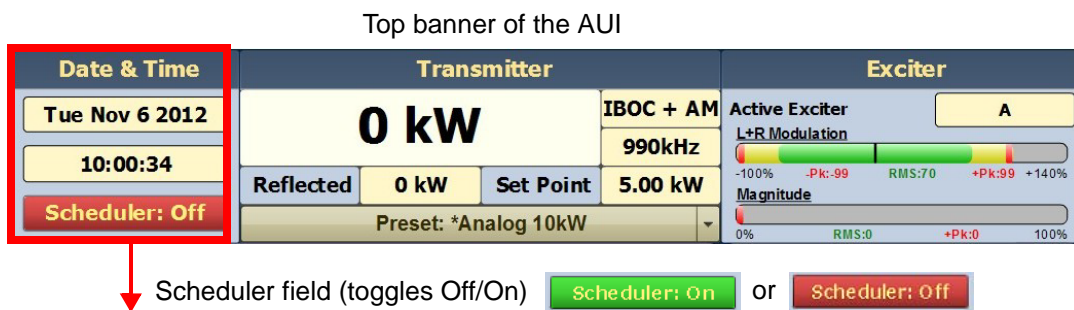 Top banner of the AUI
Date & Time
Tue Nov 6 2012
10:00:34
Scheduler: Off
Transmitter
0 kW
IBOC + AM
990kHz
Reflected 0 kW Set Point 5.00 kW
Preset: *Analog 10kW
Exciter
Active Exciter A
L+R Modulation
-100% -Pk:-99 RMS:70 +Pk:99 +140%
Magnitude
0% RMS:0 +Pk:0 100%
Scheduler field (toggles Off/On) Scheduler: On or Scheduler: Off